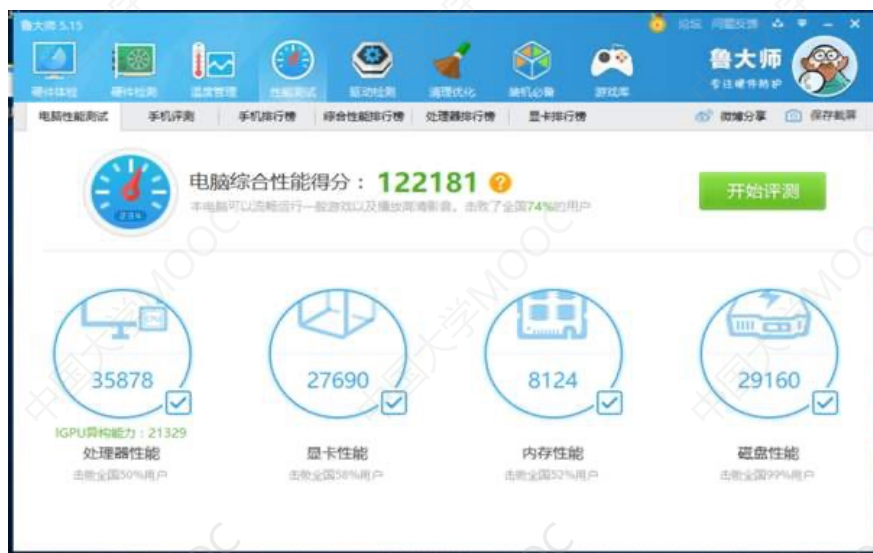 鲁大师 5.15
论坛 问题反馈
硬件体检 硬件检测 温度管理 性能测试 驱动检测 清理优化 装机必备 游戏库
鲁大师
专注硬件防护
电脑性能测试 手机评测 手机排行榜 综合性能排行榜 处理器排行榜 显卡排行榜 微博分享 保存截屏
电脑综合性能得分：122181
本电脑可以流畅运行一般游戏以及播放高清影音。击败了全国74%的用户
开始评测
35878 27690 8124 29160
IGPU异构能力：21329
处理器性能 显卡性能 内存性能 磁盘性能
击败全国50%用户 击败全国58%用户 击败全国52%用户 击败全国99%用户
中国大学MOOC